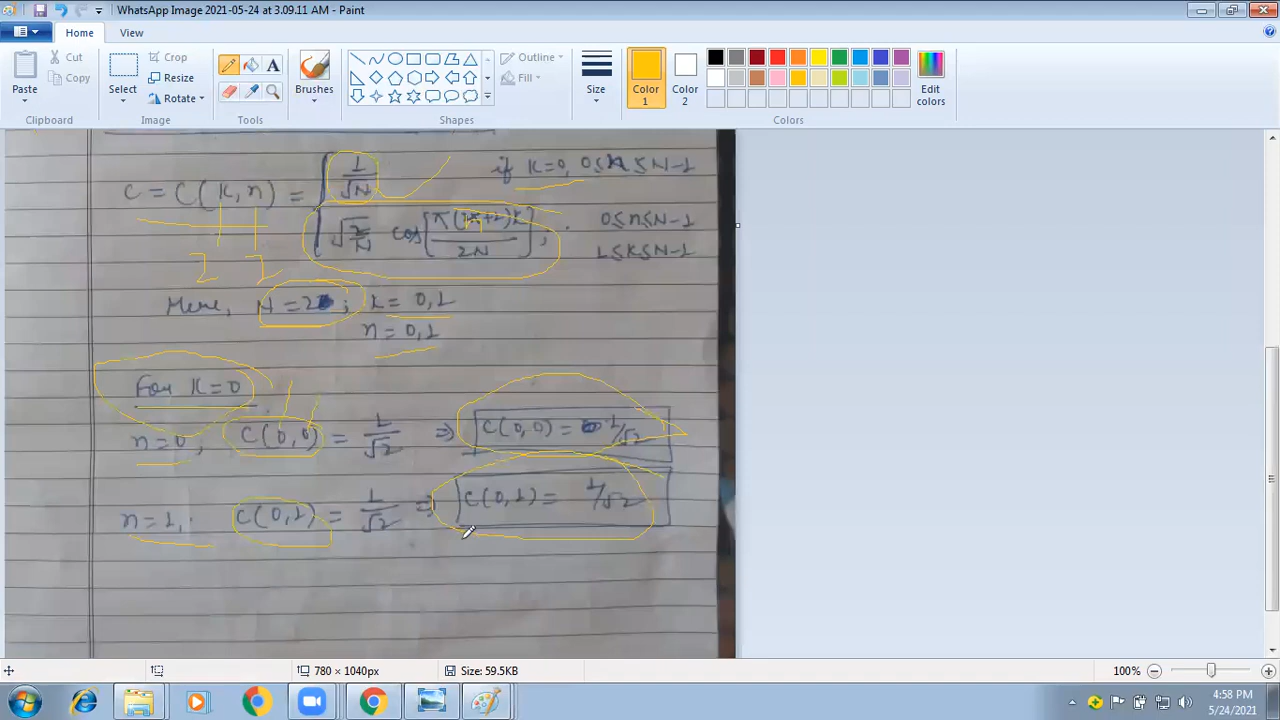 WhatsApp Image 2021-05-24 at 3.09.11 AM - Paint
Home View
Paste
Cut
Copy
Clipboard
Select
Crop
Resize
Rotate
Image
Tools
Brushes
Shapes
Outline
Fill
Size
Color 1
Color 2
Edit colors
Colors
C = C(k,n) = { 1/√N if k=0, 0≤n≤N-1
√2/N cos[π(2n+1)k/2N], 0≤n≤N-1
1≤k≤N-1
2 2
Here, N=2; k = 0,1
n = 0,1
For k=0
n=0, C(0,0) = 1/√2 ⇒ C(0,0) = 1/√2
n=1, C(0,1) = 1/√2 ⇒ C(0,1) = 1/√2
780 × 1040px
Size: 59.5KB
100%
4:58 PM
5/24/2021